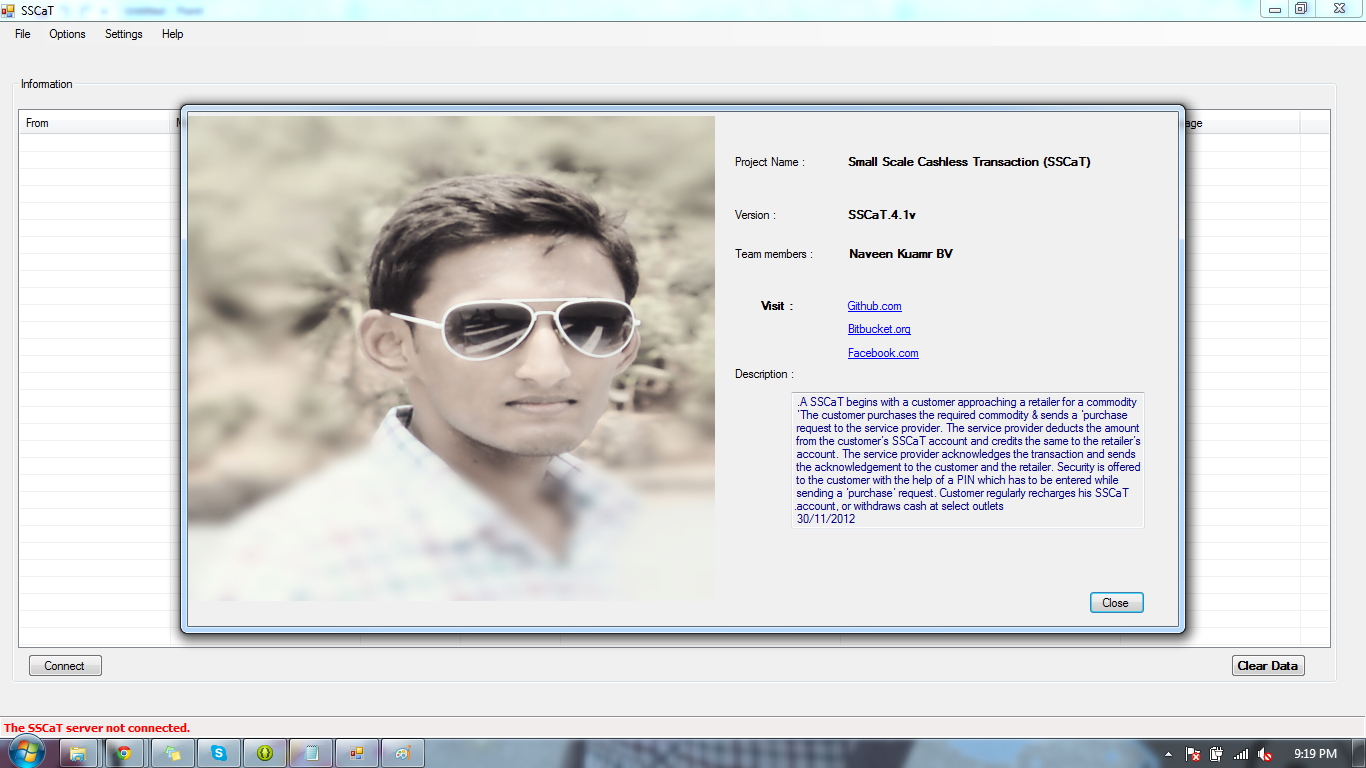 SSCaT
File Options Settings Help
Information
From
age
Project Name : Small Scale Cashless Transaction (SSCaT)
Version : SSCaT.4.1v
Team members : Naveen Kuamr BV
Visit : Github.com
Bitbucket.org
Facebook.com
Description :
.A SSCaT begins with a customer approaching a retailer for a commodity
'The customer purchases the required commodity & sends a 'purchase
request to the service provider. The service provider deducts the amount
from the customer's SSCaT account and credits the same to the retailer's
account. The service provider acknowledges the transaction and sends
the acknowledgement to the customer and the retailer. Security is offered
to the customer with the help of a PIN which has to be entered while
sending a 'purchase' request. Customer regularly recharges his SSCaT
.account, or withdraws cash at select outlets
30/11/2012
Close
Connect Clear Data
The SSCaT server not connected.
9:19 PM